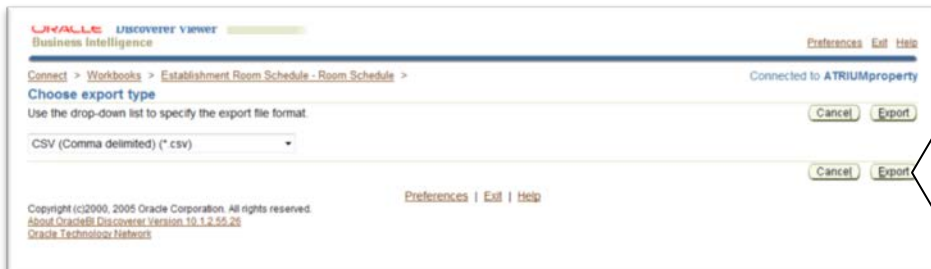 ORACLE Discoverer Viewer
Business Intelligence
Preferences Exit Help
Connect > Workbooks > Establishment Room Schedule - Room Schedule >
Connected to ATRIUMproperty
Choose export type
Use the drop-down list to specify the export file format.
Cancel Export
CSV (Comma delimited) (*.csv)
Cancel Export
Preferences | Exit | Help
Copyright (c)2000, 2005 Oracle Corporation. All rights reserved.
About OracleBI Discoverer Version 10.1.2.55.26
Oracle Technology Network